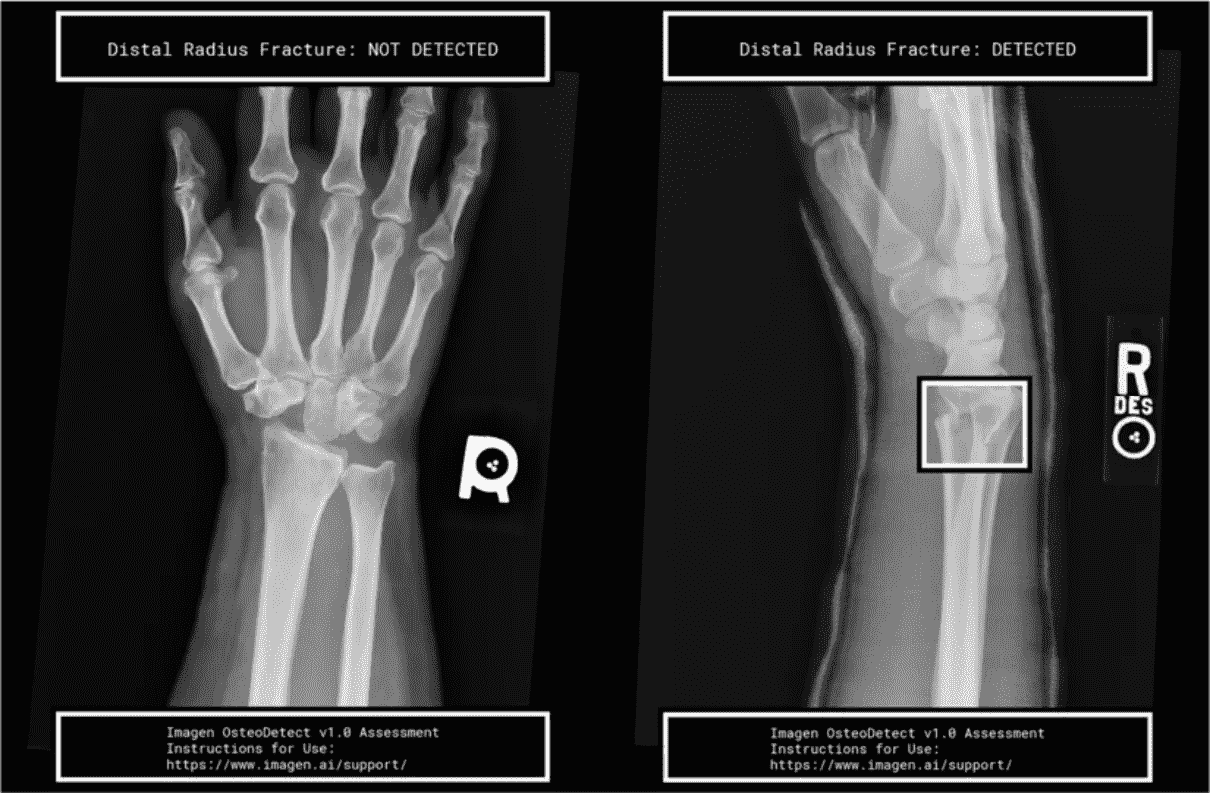 Distal Radius Fracture: NOT DETECTED
R
Imagen OsteoDetect v1.0 Assessment
Instructions for Use:
https://www.imagen.ai/support/
Distal Radius Fracture: DETECTED
R
DES
Imagen OsteoDetect v1.0 Assessment
Instructions for Use:
https://www.imagen.ai/support/